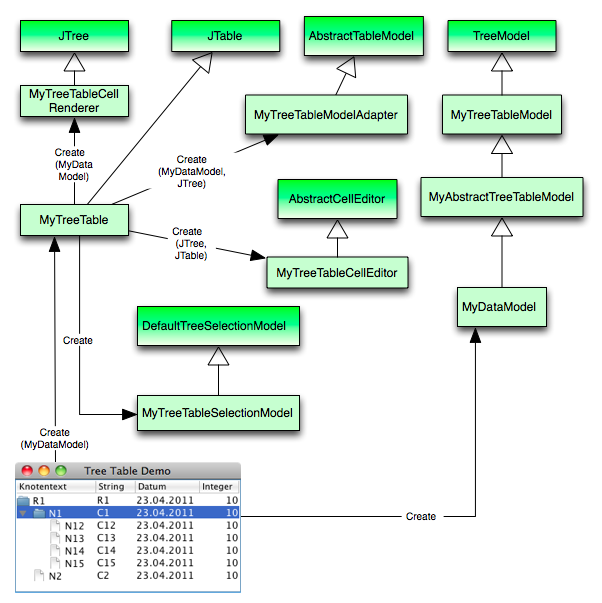 JTree
JTable
AbstractTableModel
TreeModel
MyTreeTableCell
Renderer
MyTreeTableModelAdapter
MyTreeTableModel
Create
(MyData
Model)
Create
(MyDataModel,
JTree)
AbstractCellEditor
MyAbstractTreeTableModel
MyTreeTable
Create
(JTree,
JTable)
MyTreeTableCellEditor
MyDataModel
DefaultTreeSelectionModel
Create
MyTreeTableSelectionModel
Create
(MyDataModel)
Tree Table Demo
Knotentext String Datum Integer
R1 R1 23.04.2011 10
N1 C1 23.04.2011 10
N12 C12 23.04.2011 10
N13 C13 23.04.2011 10
N14 C14 23.04.2011 10
N15 C15 23.04.2011 10
N2 C2 23.04.2011 10
Create